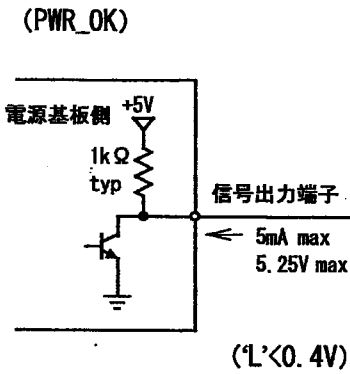 (PWR_OK)
電源基板側
+5V
1kΩ
typ
信号出力端子
5mA max
5.25V max
('L'<0.4V)